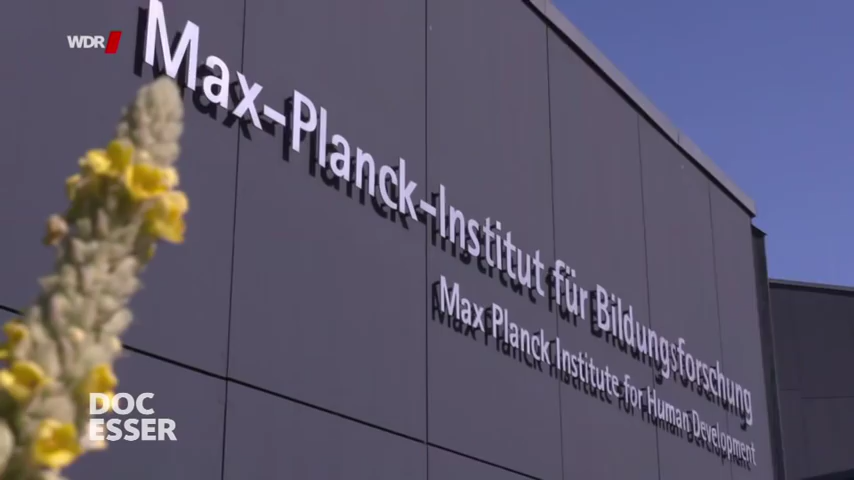 WDR
Max-Planck-Institut für Bildungsforschung
Max Planck Institute for Human Development
DOC
ESSER